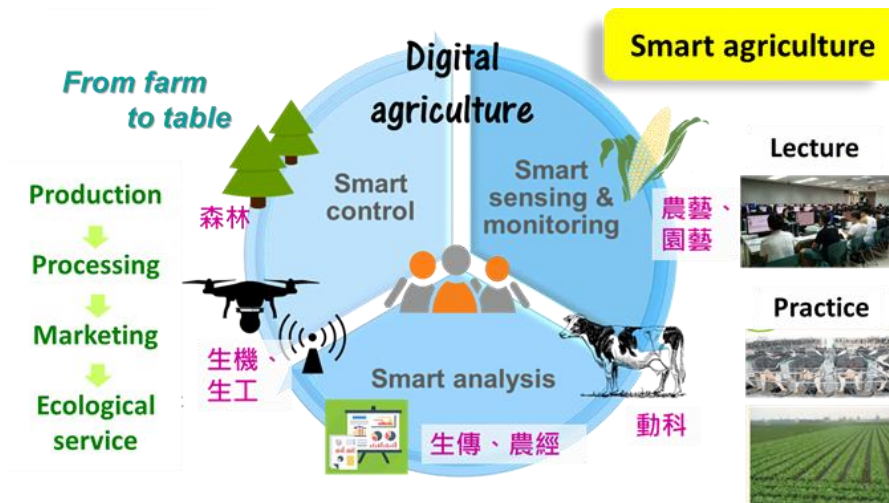 Smart agriculture
Digital
agriculture
From farm
to table
Production
Processing
Marketing
Ecological
service
Smart
control
Smart
sensing &
monitoring
Smart analysis
森林
農藝、
園藝
生機、
生工
動科
生傳、農經
Lecture
Practice